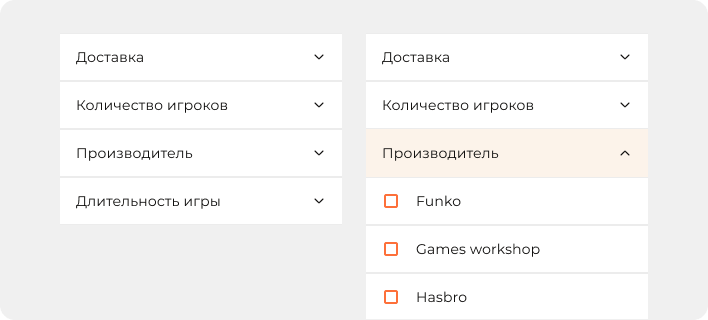 Доставка
Количество игроков
Производитель
Длительность игры
Доставка
Количество игроков
Производитель
Funko
Games workshop
Hasbro